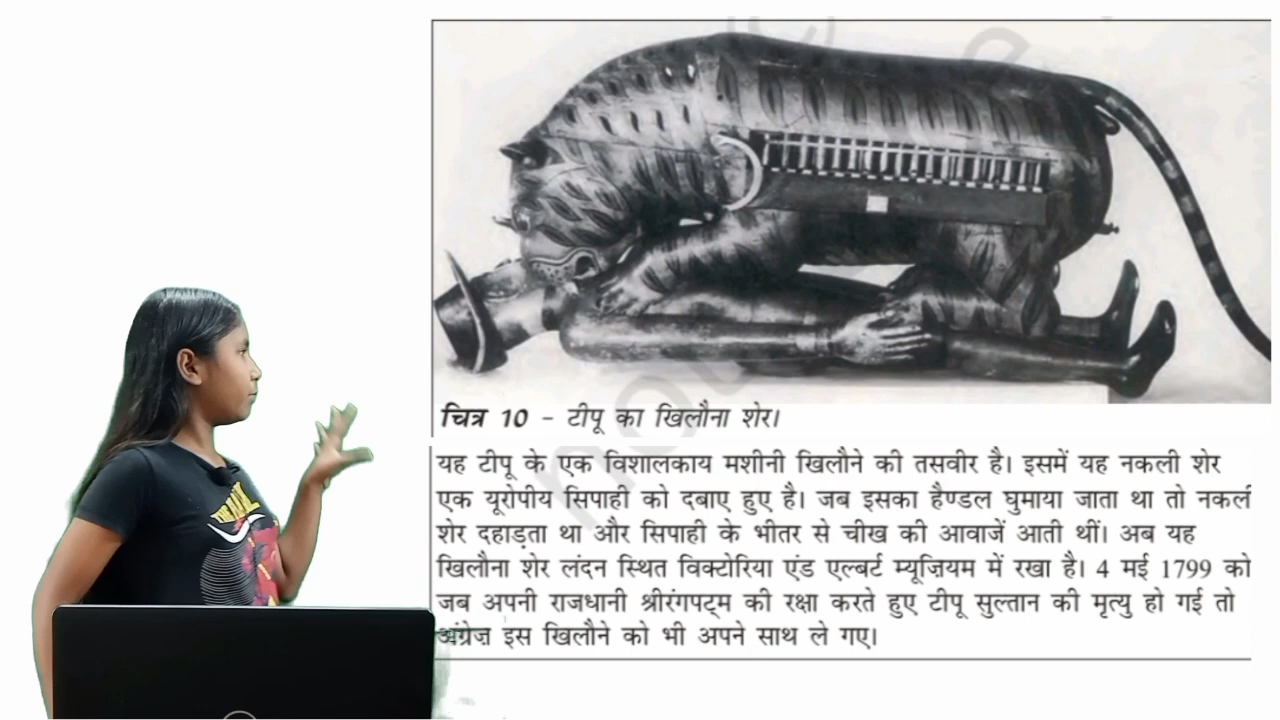 चित्र 10 – टीपू का खिलौना शेर।
यह टीपू के एक विशालकाय मशीनी खिलौने की तसवीर है। इसमें यह नकली शेर
एक यूरोपीय सिपाही को दबाए हुए है। जब इसका हैण्डल घुमाया जाता था तो नकली
शेर दहाड़ता था और सिपाही के भीतर से चीख की आवाजें आती थीं। अब यह
खिलौना शेर लंदन स्थित विक्टोरिया एंड एल्बर्ट म्यूज़ियम में रखा है। 4 मई 1799 को
जब अपनी राजधानी श्रीरंगपट्म की रक्षा करते हुए टीपू सुल्तान की मृत्यु हो गई तो
अंग्रेज़ इस खिलौने को भी अपने साथ ले गए।